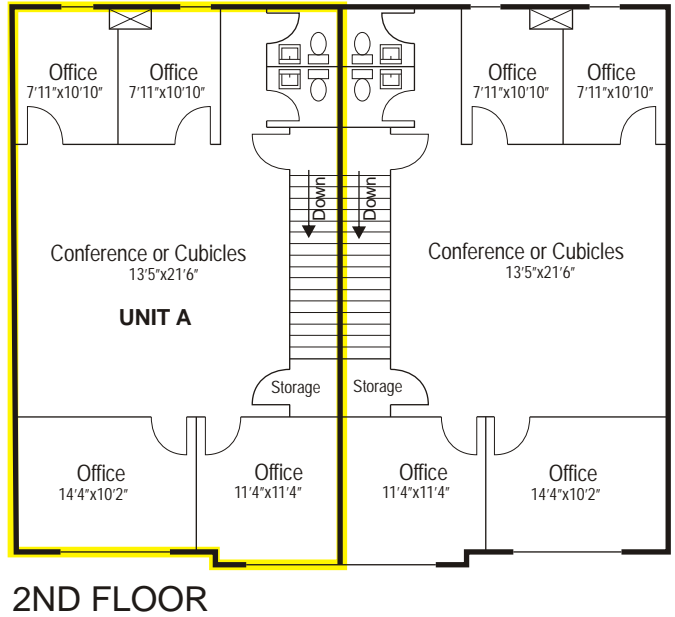 Office
7'11"x10'10"
Office
7'11"x10'10"
Office
7'11"x10'10"
Office
7'11"x10'10"
Down
Down
Conference or Cubicles
13'5"x21'6"
UNIT A
Conference or Cubicles
13'5"x21'6"
Storage
Storage
Office
14'4"x10'2"
Office
11'4"x11'4"
Office
11'4"x11'4"
Office
14'4"x10'2"
2ND FLOOR